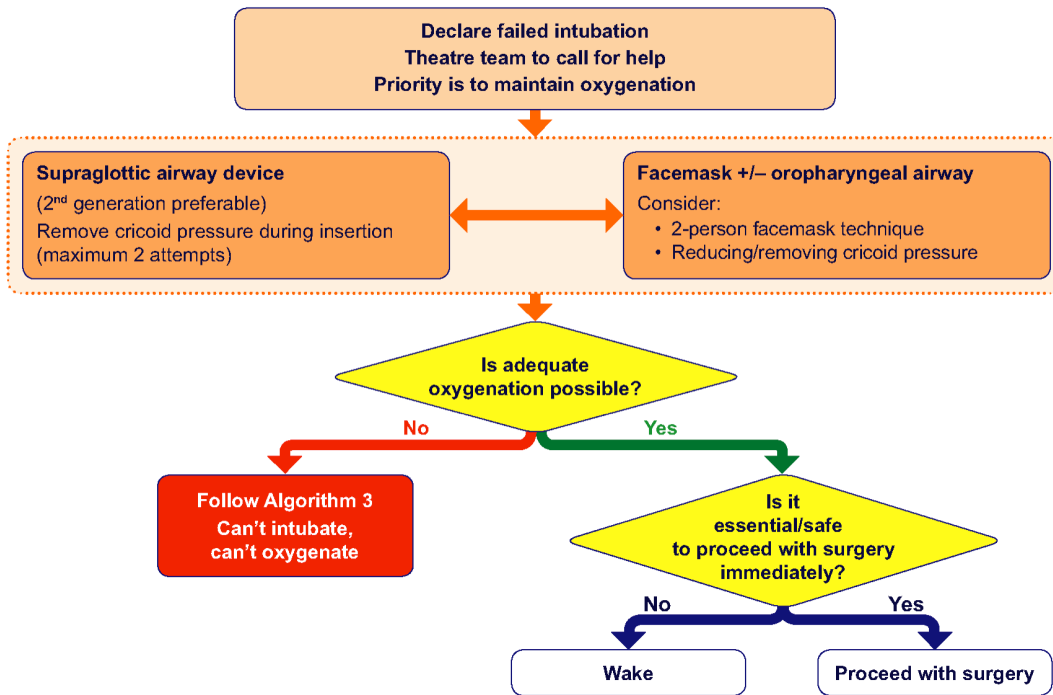 Declare failed intubation
Theatre team to call for help
Priority is to maintain oxygenation
Supraglottic airway device
(2nd generation preferable)
Remove cricoid pressure during insertion
(maximum 2 attempts)
Facemask +/– oropharyngeal airway
Consider:
• 2-person facemask technique
• Reducing/removing cricoid pressure
Is adequate
oxygenation possible?
No
Yes
Follow Algorithm 3
Can’t intubate,
can’t oxygenate
Is it
essential/safe
to proceed with surgery
immediately?
No
Yes
Wake
Proceed with surgery